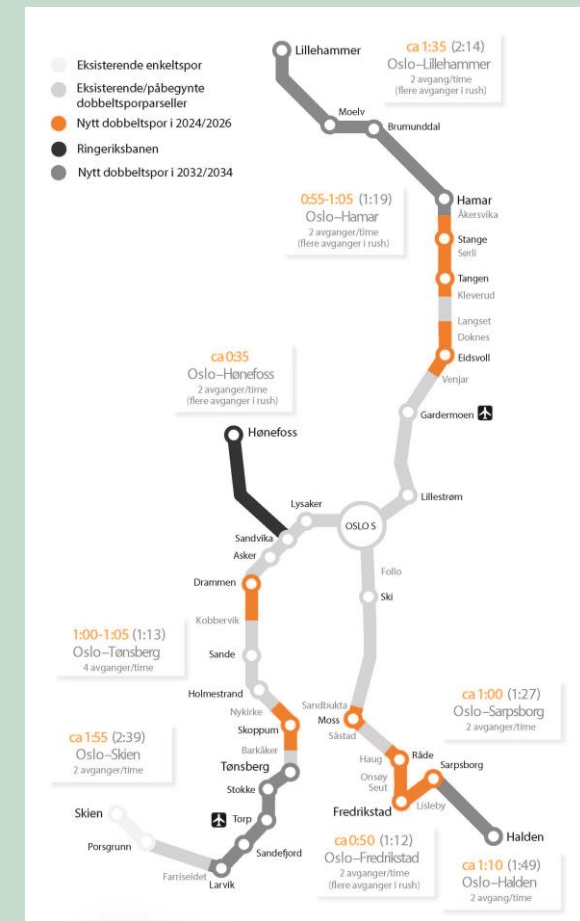 Eksisterende enkeltspor
Eksisterende/påbegynte
dobbeltsporparseller
Nytt dobbeltspor i 2024/2026
Ringeriksbanen
Nytt dobbeltspor i 2032/2034
Lillehammer
ca 1:35 (2:14)
Oslo–Lillehammer
2 avgang/time
(flere avganger i rush)
Moelv
Brumunddal
0:55-1:05 (1:19)
Oslo–Hamar
2 avganger/time
(flere avganger i rush)
Hamar
Åkersvika
Stange
Sørli
Tangen
Kleverud
Langset
Doknes
Eidsvoll
Venjar
ca 0:35
Oslo–Hønefoss
2 avganger/time
(flere avganger i rush)
Gardermoen
Hønefoss
Lillestrøm
Lysaker
OSLO S
Sandvika
Asker
Drammen
Follo
Ski
Kobbervik
1:00-1:05 (1:13)
Oslo–Tønsberg
4 avganger/time
Sande
Holmestrand
Nykirke
Skoppum
Barkåker
Sandbukta
Moss
Såstad
ca 1:00 (1:27)
Oslo–Sarpsborg
2 avganger/time
ca 1:55 (2:39)
Oslo–Skien
2 avganger/time
Tønsberg
Stokke
Torp
Sandefjord
Larvik
Farriseidet
Porsgrunn
Skien
Haug
Råde
Sarpsborg
Onsøy
Seut
Lisleby
Fredrikstad
Halden
ca 0:50 (1:12)
Oslo–Fredrikstad
2 avganger/time
(flere avganger i rush)
ca 1:10 (1:49)
Oslo–Halden
2 avgang/time